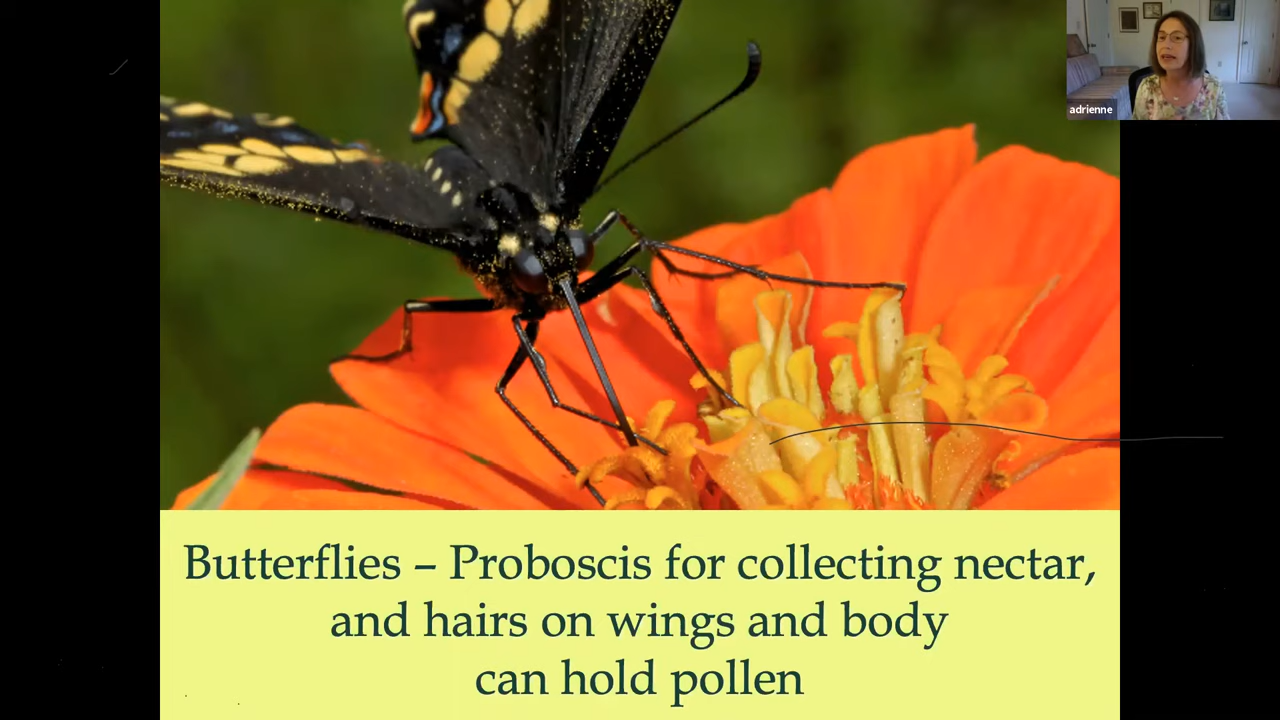 adrienne
Butterflies – Proboscis for collecting nectar,
and hairs on wings and body
can hold pollen